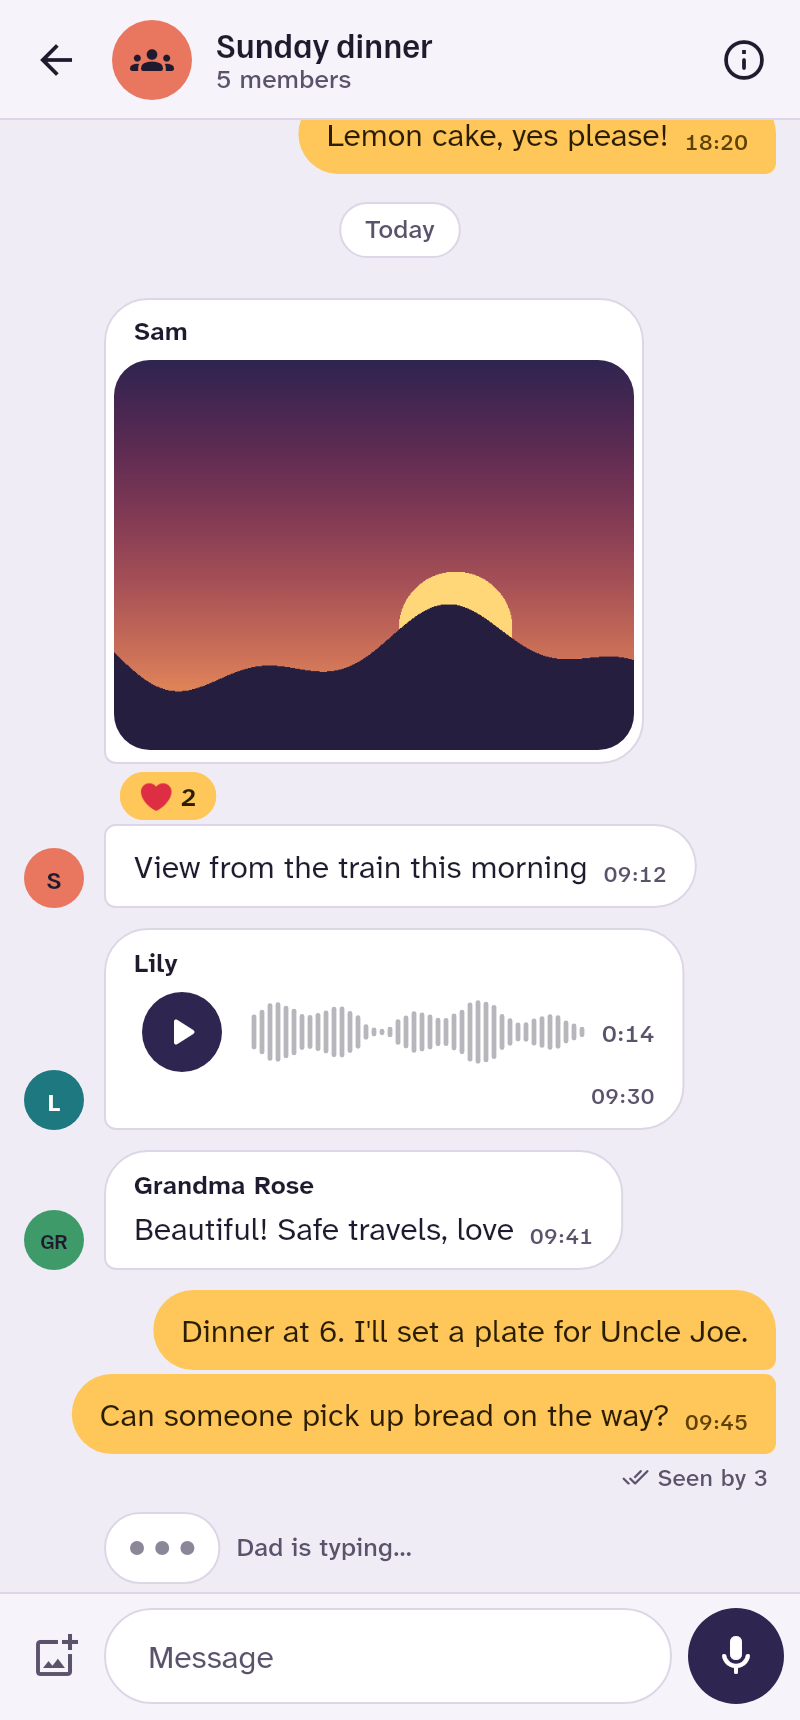 Sunday dinner
5 members
Lemon cake, yes please! 18:20
Today
Sam
2
S
View from the train this morning 09:12
Lily
0:14
09:30
L
Grandma Rose
Beautiful! Safe travels, love 09:41
GR
Dinner at 6. I'll set a plate for Uncle Joe.
Can someone pick up bread on the way? 09:45
Seen by 3
Dad is typing...
Message